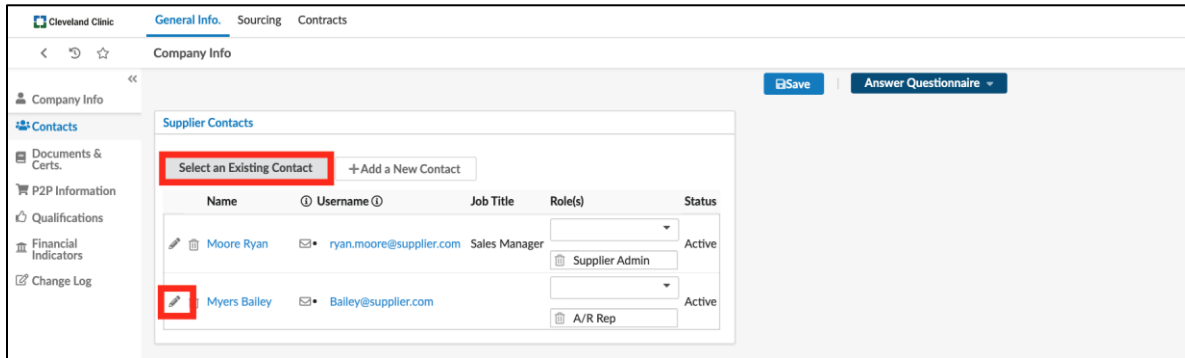 Cleveland Clinic
General Info. Sourcing Contracts
Company Info
Save
Answer Questionnaire
Company Info
Contacts
Documents &
Certs.
P2P Information
Qualifications
Financial
Indicators
Change Log
Supplier Contacts
Select an Existing Contact
+Add a New Contact
Name Username Job Title Role(s) Status
Moore Ryan ryan.moore@supplier.com Sales Manager Active
Supplier Admin
Myers Bailey Bailey@supplier.com Active
A/R Rep